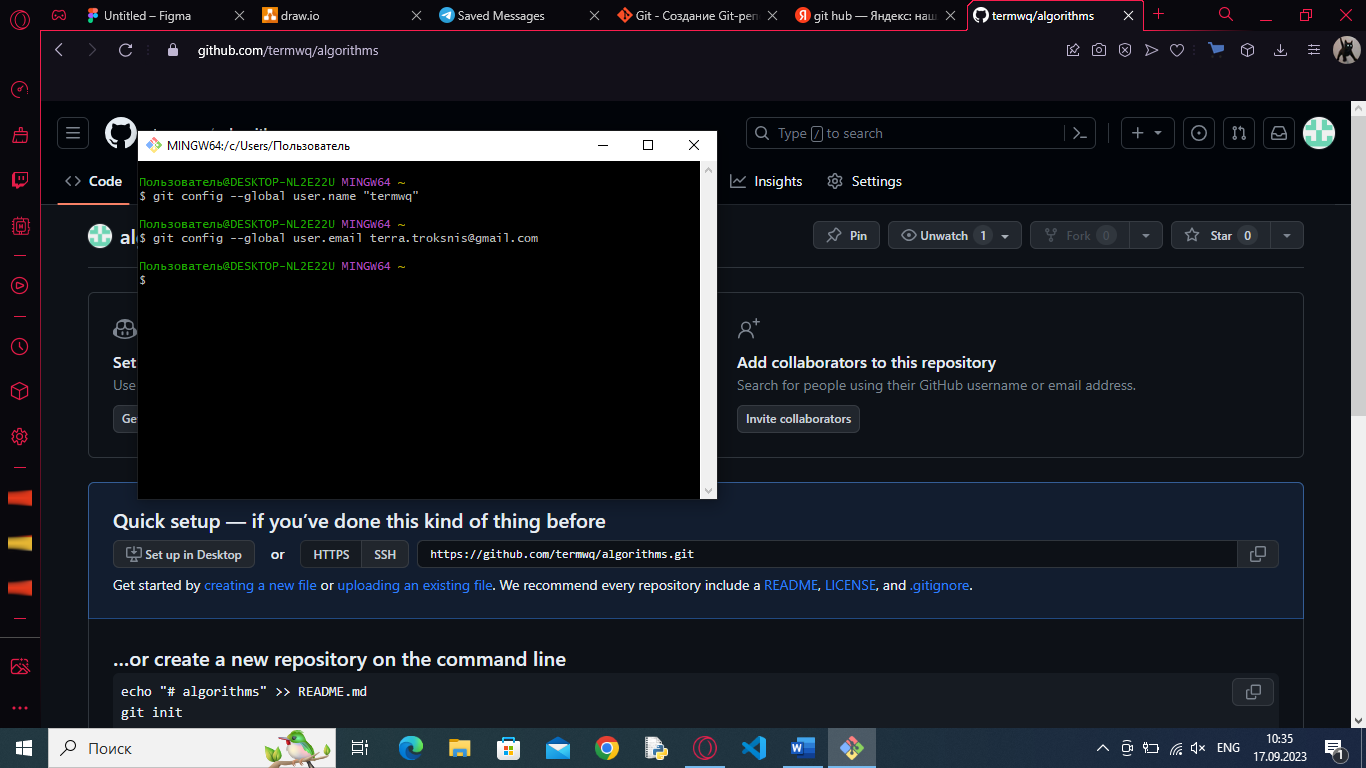 Untitled – Figma
draw.io
Saved Messages
Git - Создание Git-реп
git hub — Яндекс: наш
termwq/algorithms
github.com/termwq/algorithms
Type / to search
MINGW64:/c/Users/Пользователь
Code
Insights
Settings
Пользователь@DESKTOP-NL2E22U MINGW64 ~
$ git config --global user.name "termwq"
Пользователь@DESKTOP-NL2E22U MINGW64 ~
$ git config --global user.email terra.troksnis@gmail.com
Пользователь@DESKTOP-NL2E22U MINGW64 ~
$
Pin
Unwatch 1
Fork 0
Star 0
Set
Use
Add collaborators to this repository
Search for people using their GitHub username or email address.
Invite collaborators
Quick setup — if you’ve done this kind of thing before
Set up in Desktop or HTTPS SSH https://github.com/termwq/algorithms.git
Get started by creating a new file or uploading an existing file. We recommend every repository include a README, LICENSE, and .gitignore.
…or create a new repository on the command line
echo "# algorithms" >> README.md
git init
Поиск
ENG
10:35
17.09.2023
1